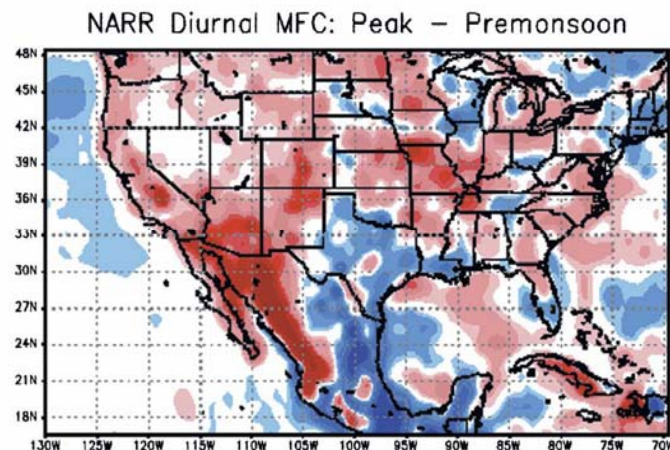 NARR Diurnal MFC: Peak – Premonsoon
48N
45N
42N
39N
36N
33N
30N
27N
24N
21N
18N
130W 125W 120W 115W 110W 105W 100W 95W 90W 85W 80W 75W 70W